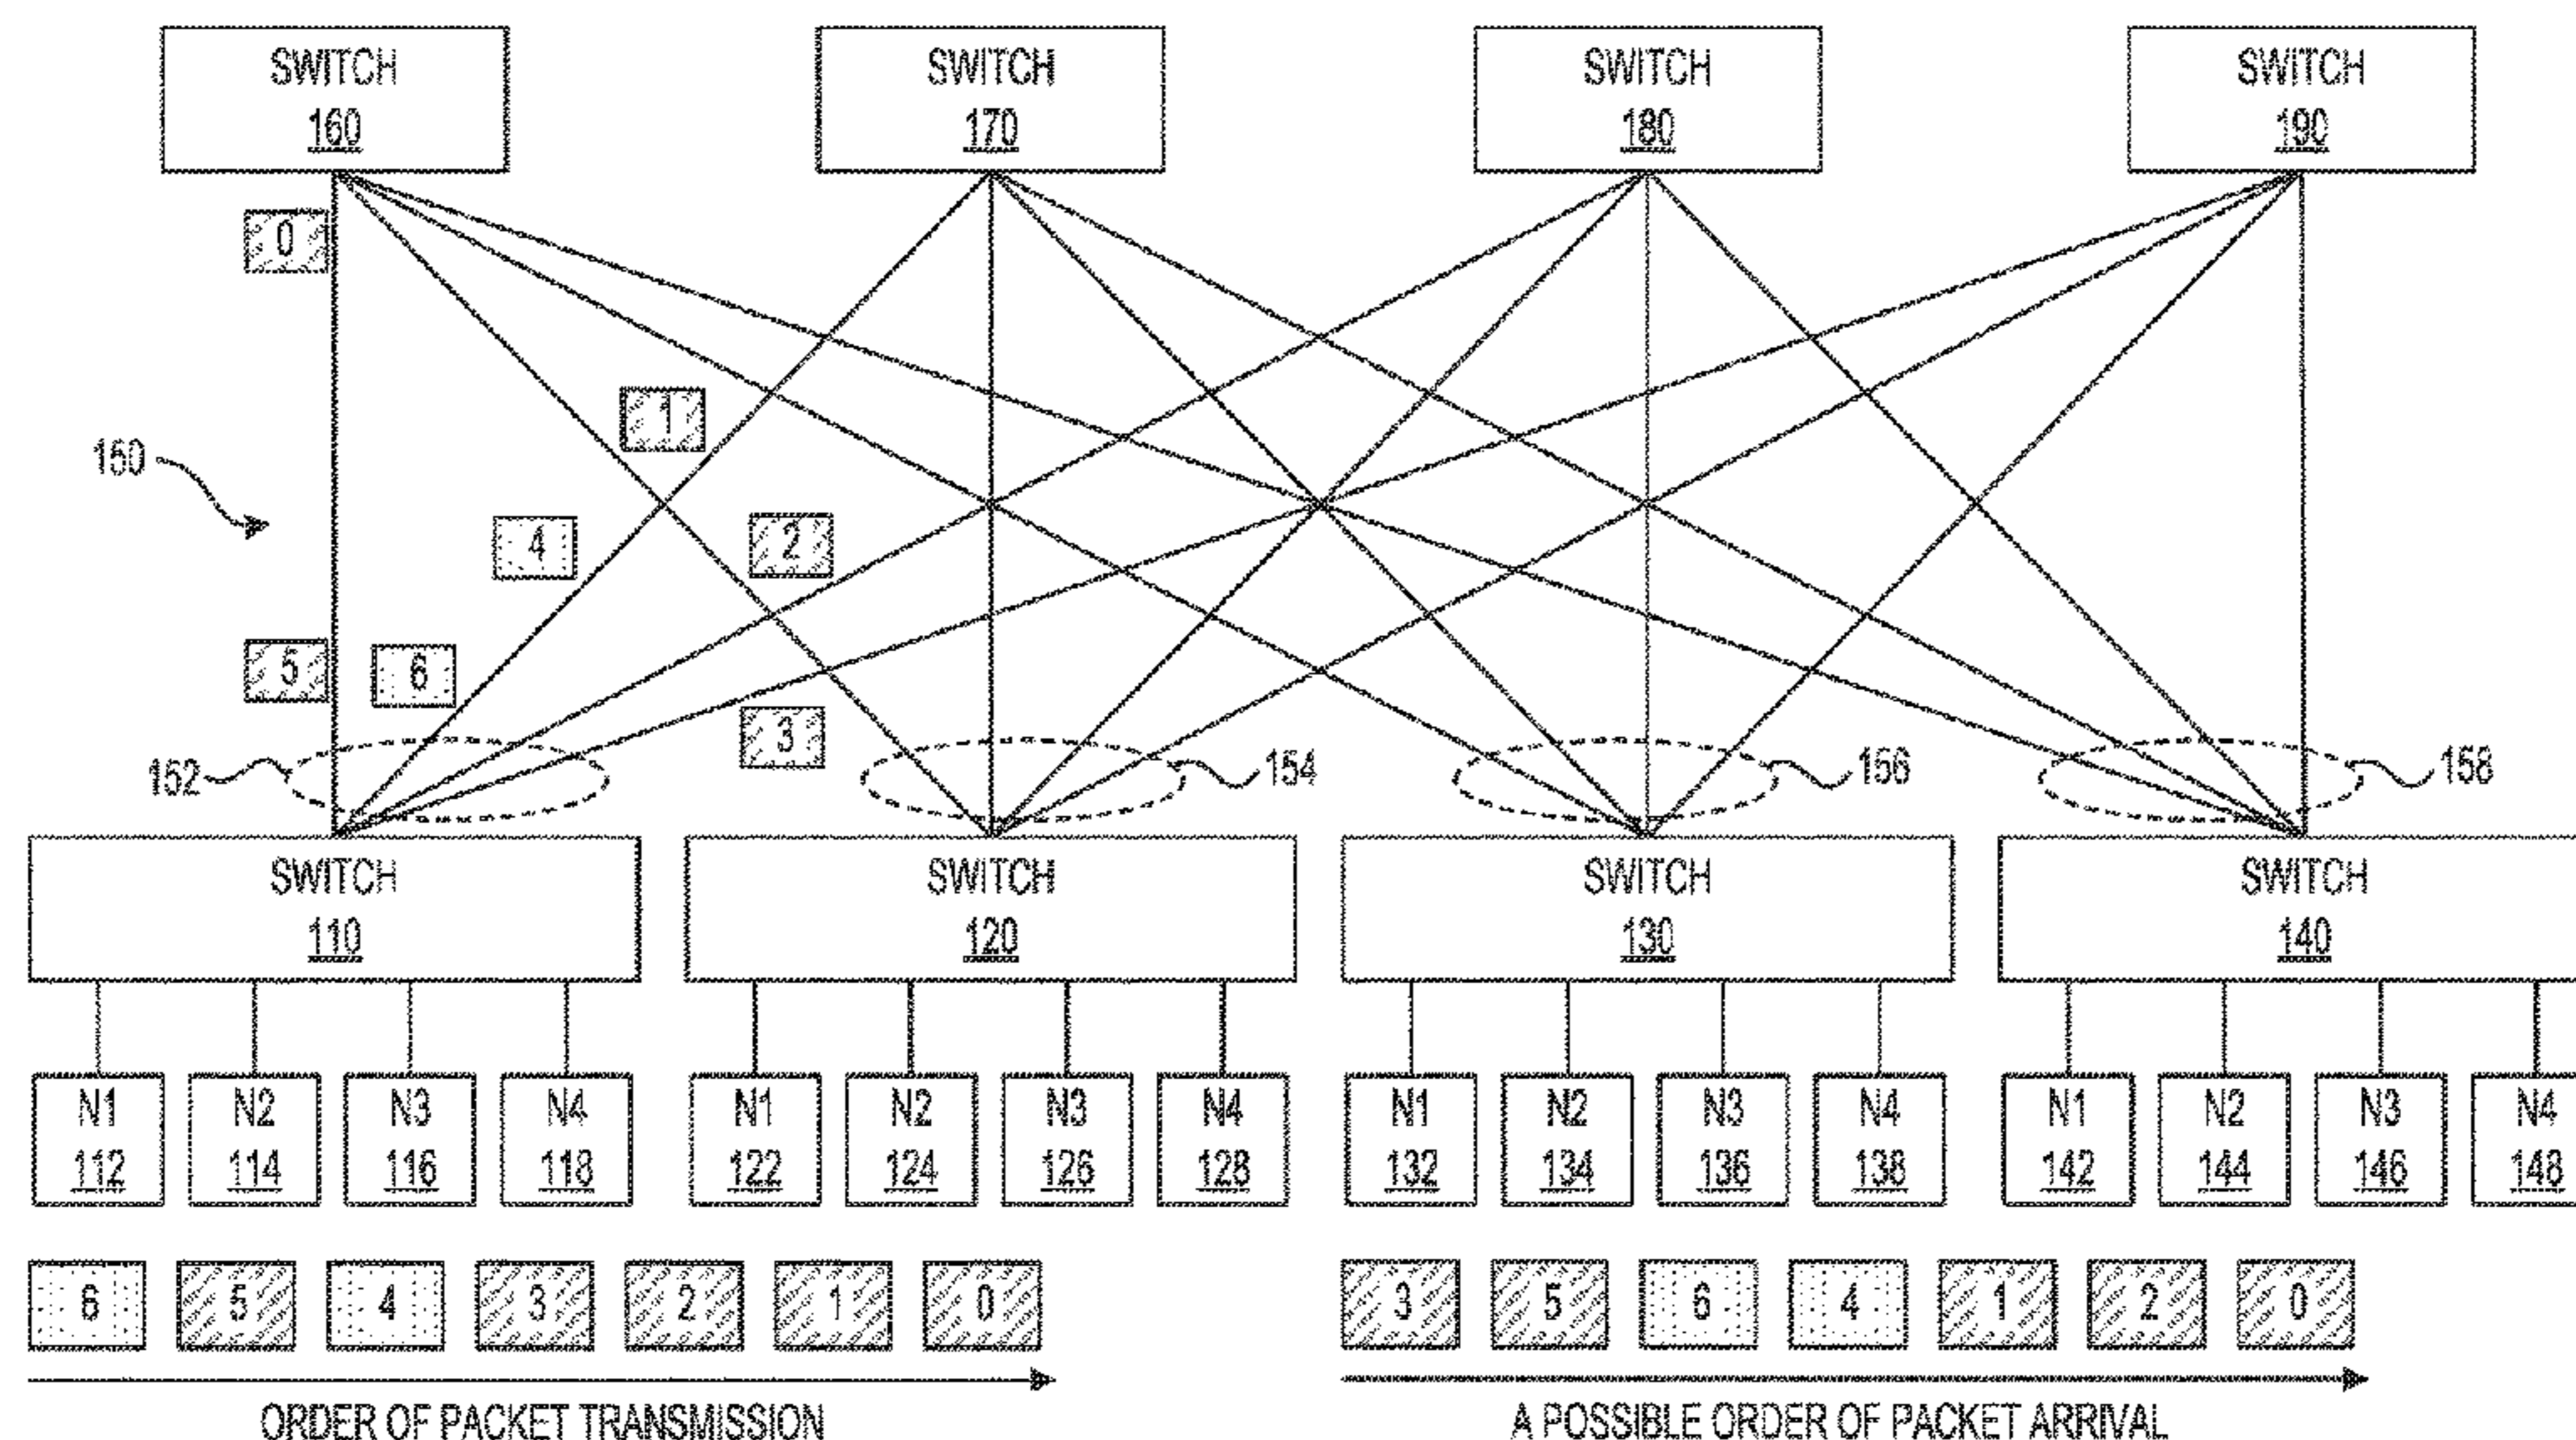 SWITCH
160
SWITCH
170
SWITCH
180
SWITCH
190
0
1
150
4
2
5
6
3
152
154
156
158
SWITCH
110
SWITCH
120
SWITCH
130
SWITCH
140
N1
112
N2
114
N3
116
N4
118
N1
122
N2
124
N3
126
N4
128
N1
132
N2
134
N3
136
N4
138
N1
142
N2
144
N3
146
N4
148
6 5 4 3 2 1 0
3 5 6 4 1 2 0
ORDER OF PACKET TRANSMISSION
A POSSIBLE ORDER OF PACKET ARRIVAL